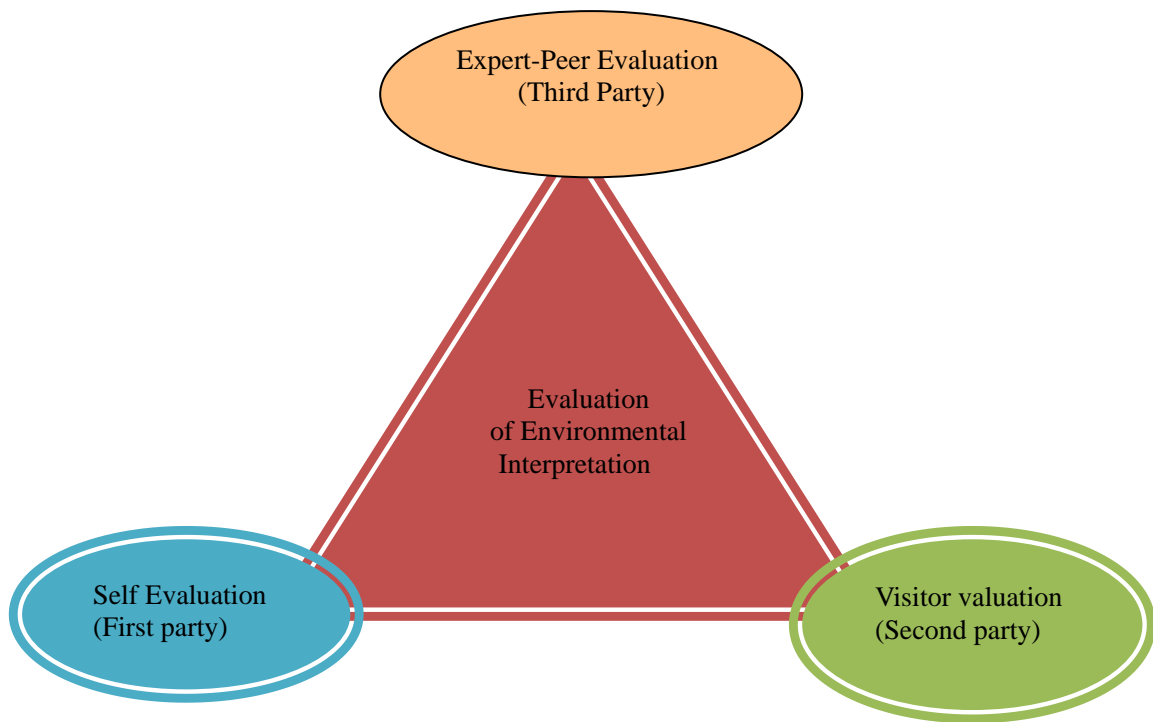 Expert-Peer Evaluation
(Third Party)
Evaluation
of Environmental
Interpretation
Self Evaluation
(First party)
Visitor valuation
(Second party)